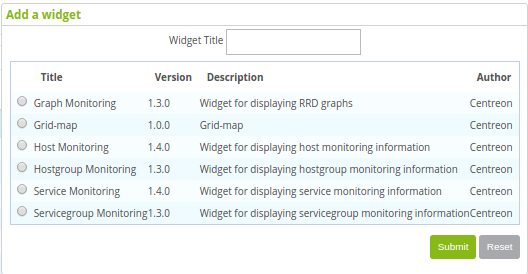 Add a widget
Widget Title
Title Version Description Author
Graph Monitoring 1.3.0 Widget for displaying RRD graphs Centreon
Grid-map 1.0.0 Grid-map Centreon
Host Monitoring 1.4.0 Widget for displaying host monitoring information Centreon
Hostgroup Monitoring 1.3.0 Widget for displaying hostgroup monitoring information Centreon
Service Monitoring 1.4.0 Widget for displaying service monitoring information Centreon
Servicegroup Monitoring 1.3.0 Widget for displaying servicegroup monitoring information Centreon
Submit Reset